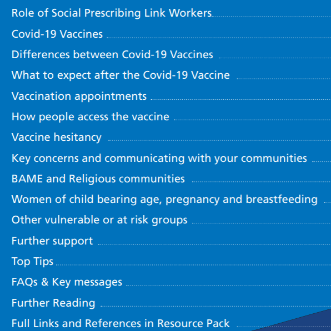 Role of Social Prescribing Link Workers
Covid-19 Vaccines
Differences between Covid-19 Vaccines
What to expect after the Covid-19 Vaccine
Vaccination appointments
How people access the vaccine
Vaccine hesitancy
Key concerns and communicating with your communities
BAME and Religious communities
Women of child bearing age, pregnancy and breastfeeding
Other vulnerable or at risk groups
Further support
Top Tips
FAQs & Key messages
Further Reading
Full Links and References in Resource Pack